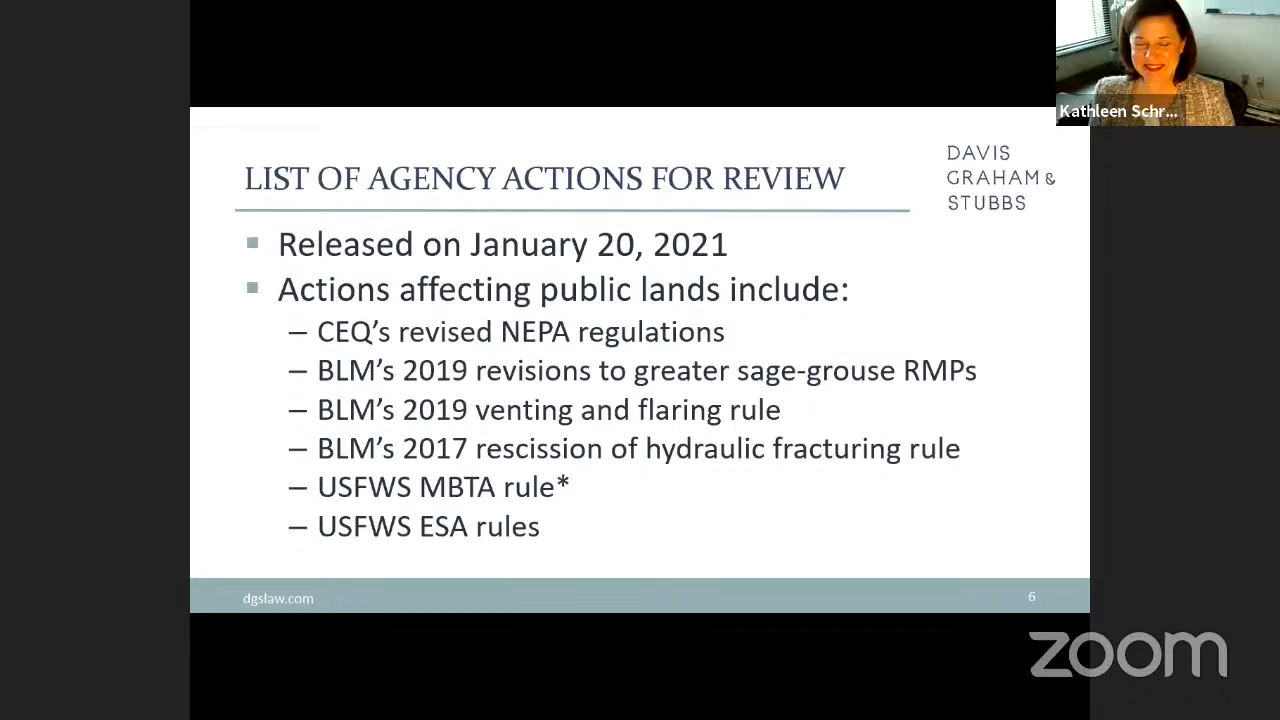 Kathleen Schr...
DAVIS
GRAHAM &
STUBBS
LIST OF AGENCY ACTIONS FOR REVIEW
Released on January 20, 2021
Actions affecting public lands include:
– CEQ’s revised NEPA regulations
– BLM’s 2019 revisions to greater sage-grouse RMPs
– BLM’s 2019 venting and flaring rule
– BLM’s 2017 rescission of hydraulic fracturing rule
– USFWS MBTA rule*
– USFWS ESA rules
dgslaw.com
6
zoom